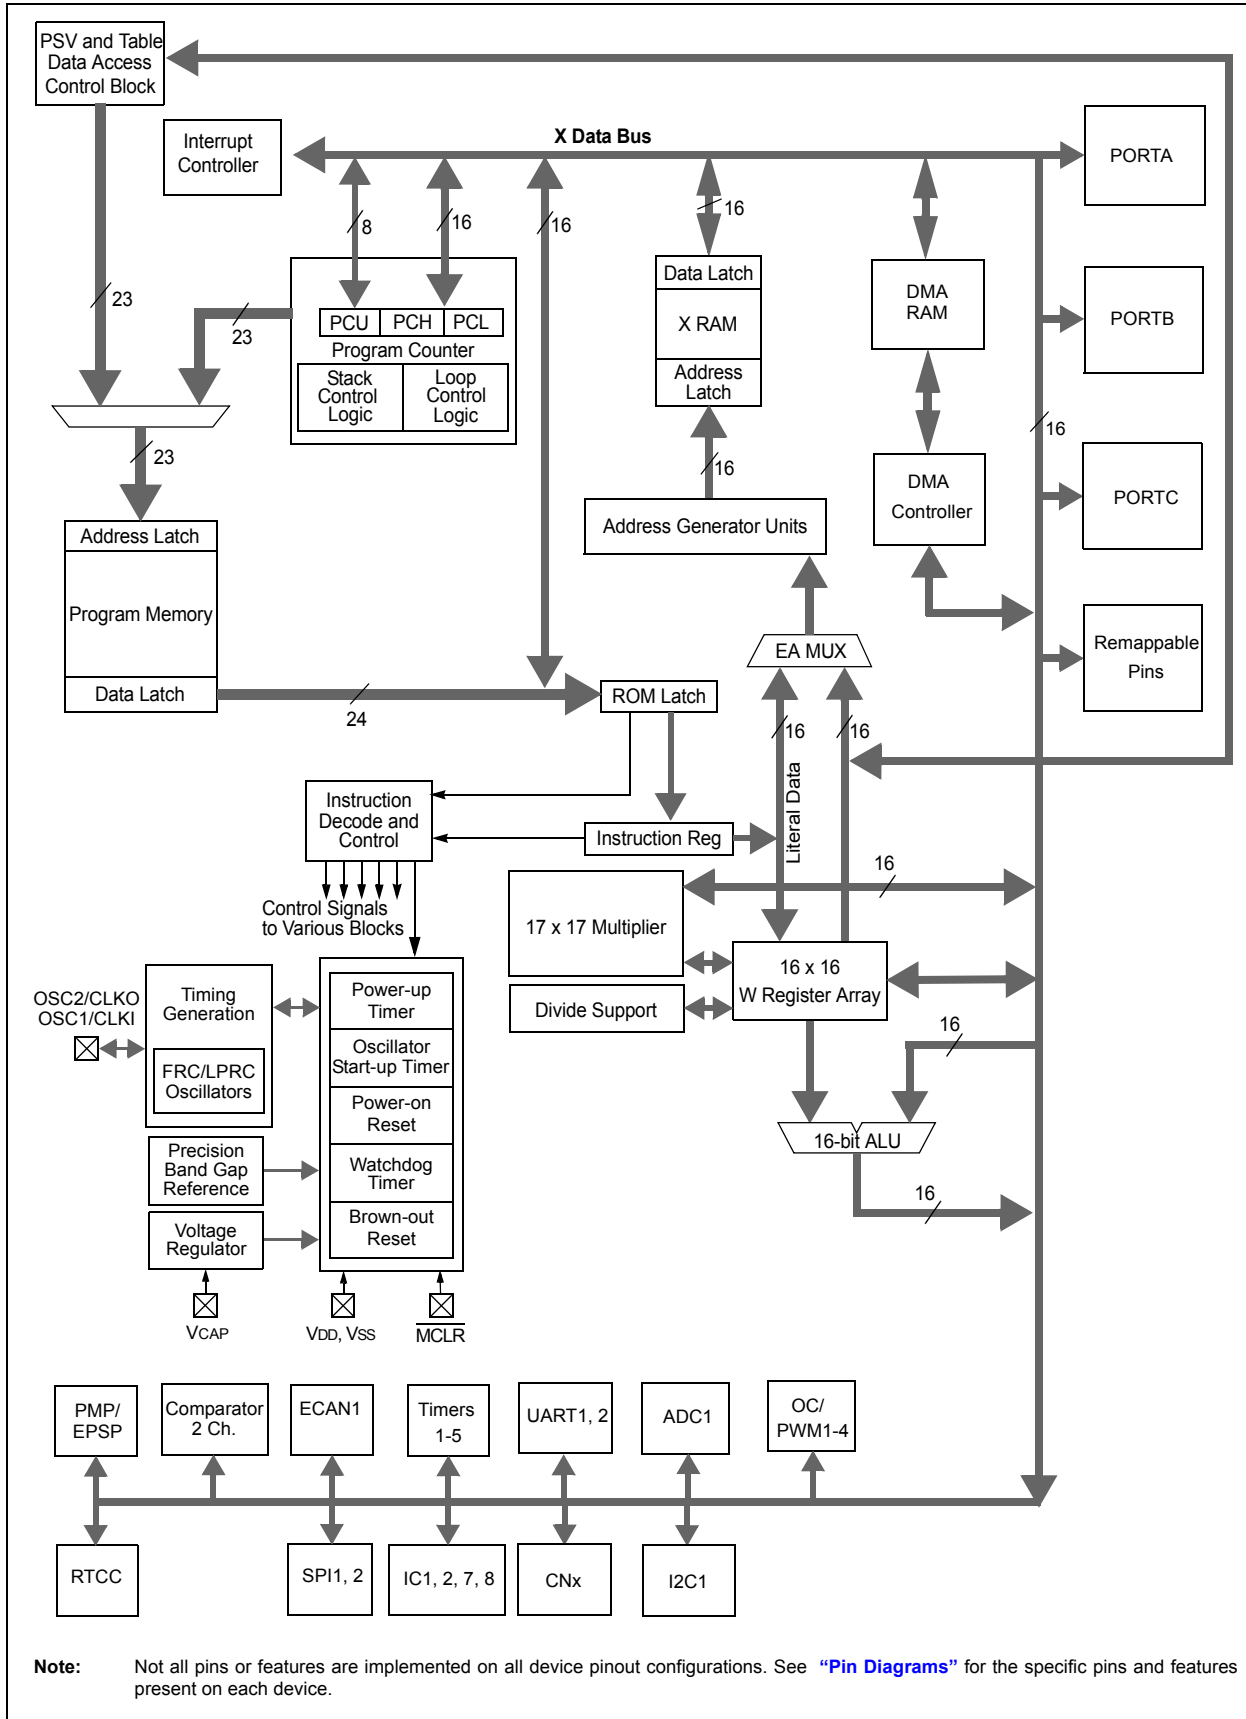 PSV and Table
Data Access
Control Block
Interrupt
Controller
X Data Bus
PORTA
8
16
16
16
23
23
PCU
PCH
PCL
Program Counter
Stack
Control
Logic
Loop
Control
Logic
Data Latch
X RAM
Address
Latch
DMA
RAM
PORTB
16
23
16
Address Latch
Program Memory
Data Latch
24
Address Generator Units
DMA
Controller
PORTC
EA MUX
Remappable
Pins
ROM Latch
16
16
Literal Data
Instruction
Decode and
Control
Instruction Reg
Control Signals
to Various Blocks
16
17 x 17 Multiplier
16 x 16
W Register Array
Divide Support
16
OSC2/CLKO
OSC1/CLKI
Timing
Generation
FRC/LPRC
Oscillators
Power-up
Timer
Oscillator
Start-up Timer
Power-on
Reset
Watchdog
Timer
Brown-out
Reset
16-bit ALU
16
Precision
Band Gap
Reference
Voltage
Regulator
VCAP
VDD, VSS
MCLR
PMP/
EPSP
Comparator
2 Ch.
ECAN1
Timers
1-5
UART1, 2
ADC1
OC/
PWM1-4
RTCC
SPI1, 2
IC1, 2, 7, 8
CNx
I2C1
Note: Not all pins or features are implemented on all device pinout configurations. See “Pin Diagrams” for the specific pins and features
present on each device.